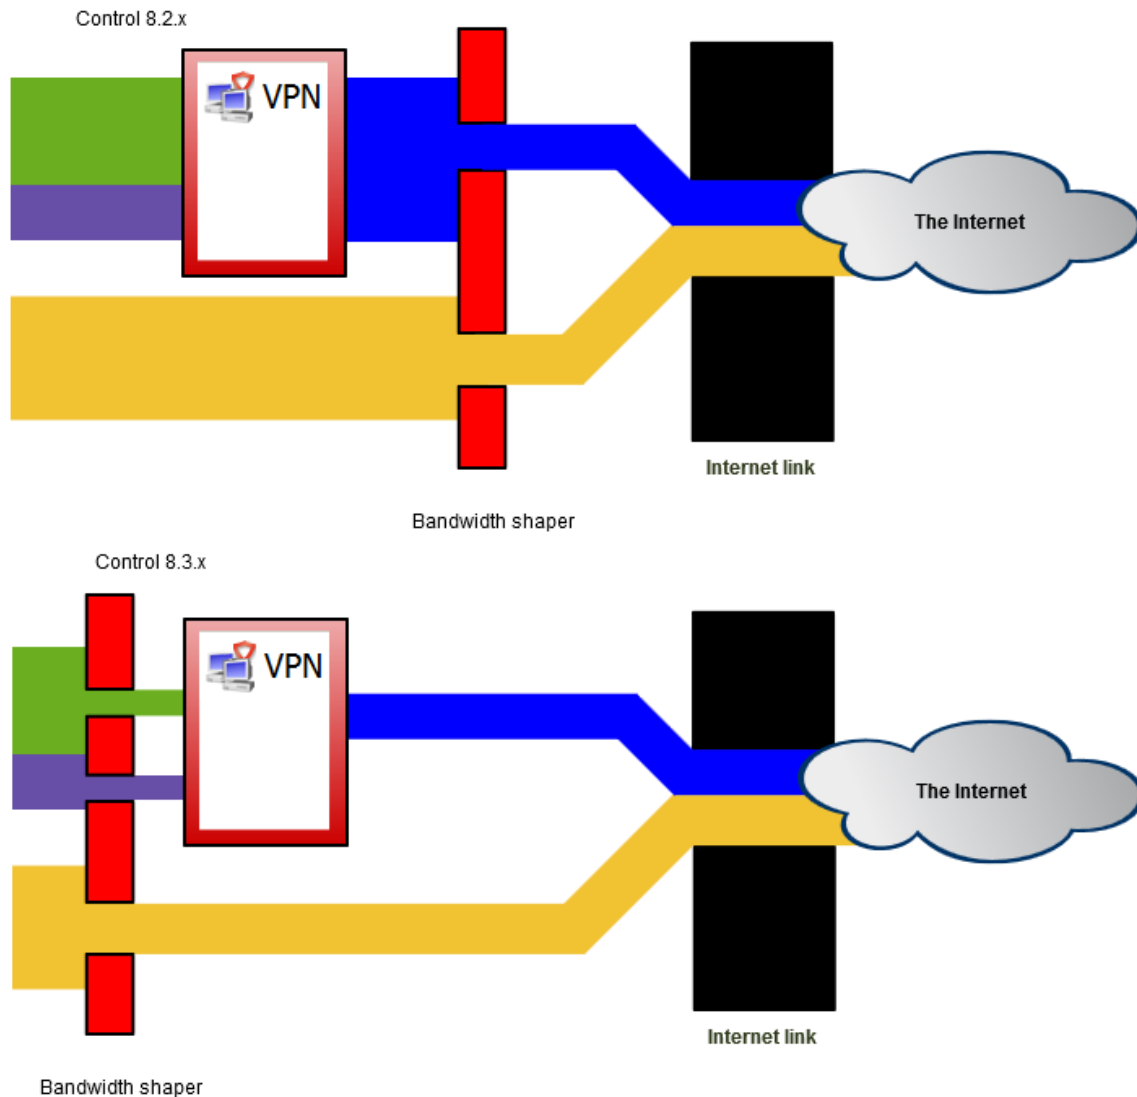 Control 8.2.x
VPN
The Internet
Internet link
Bandwidth shaper
Control 8.3.x
VPN
The Internet
Internet link
Bandwidth shaper